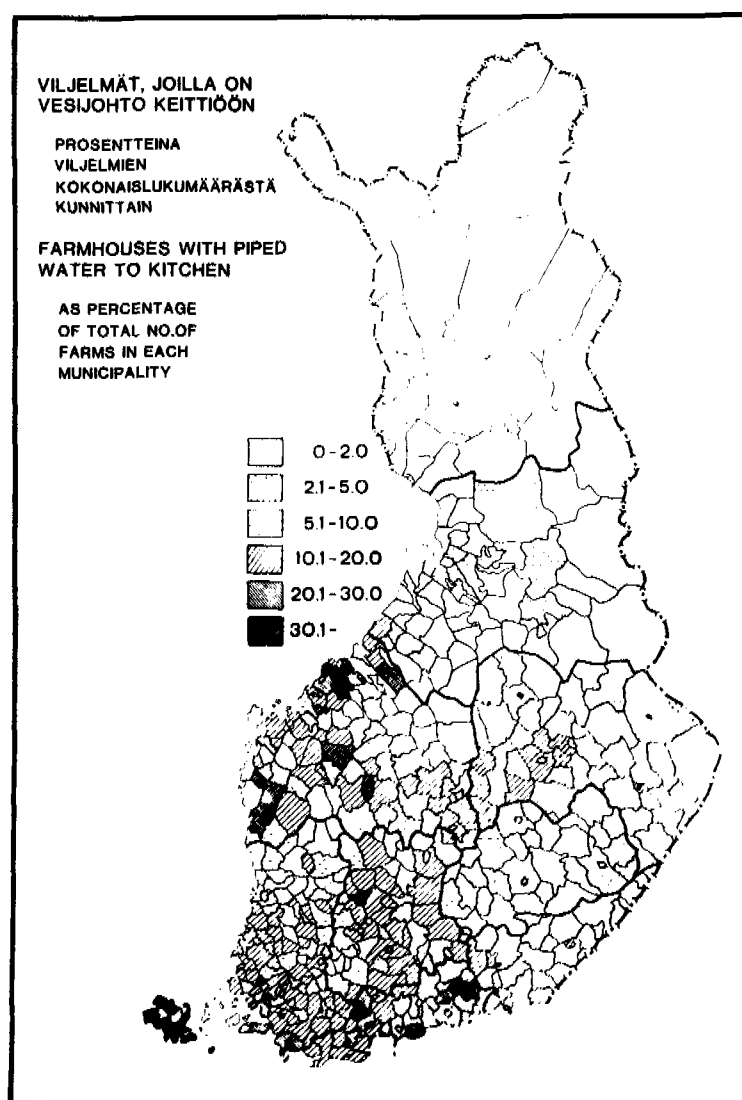 VILJELMÄT, JOILLA ON
VESIJOHTO KEITTIÖÖN
PROSENTTEINA
VILJELMIEN
KOKONAISLUKUMÄÄRÄSTÄ
KUNNITTAIN
FARMHOUSES WITH PIPED
WATER TO KITCHEN
AS PERCENTAGE
OF TOTAL NO.OF
FARMS IN EACH
MUNICIPALITY
0-2.0
2.1-5.0
5.1-10.0
10.1-20.0
20.1-30.0
30.1-